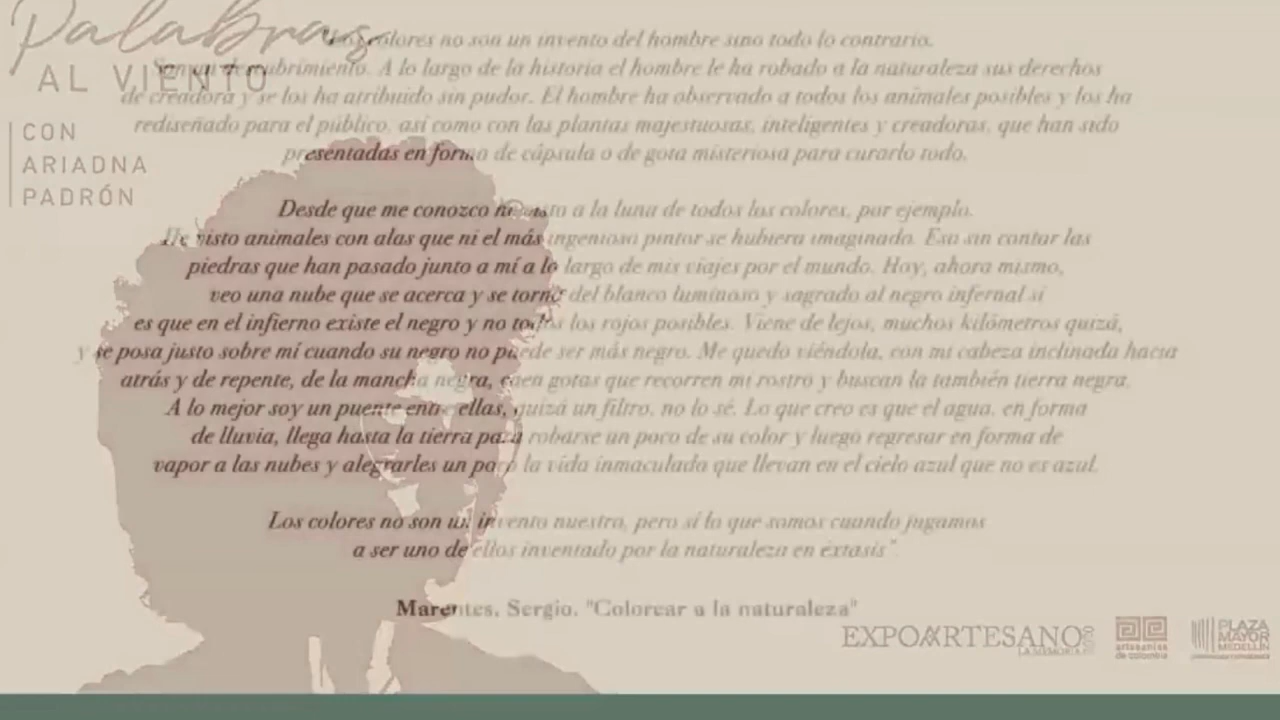 Palabras
AL VIENTO
CON
ARIADNA
PADRÓN
"Los colores no son un invento del hombre sino todo lo contrario.
Son un descubrimiento. A lo largo de la historia el hombre le ha robado a la naturaleza sus derechos
de creadora y se los ha atribuido sin pudor. El hombre ha observado a todos los animales posibles y los ha
rediseñado para el público, así como con las plantas majestuosas, inteligentes y creadoras, que han sido
presentadas en forma de cápsula o de gota misteriosa para curarlo todo.
Desde que me conozco he visto a la luna de todos los colores, por ejemplo.
He visto animales con alas que ni el más ingenioso pintor se hubiera imaginado. Eso sin contar las
piedras que han pasado junto a mí a lo largo de mis viajes por el mundo. Hoy, ahora mismo,
veo una nube que se acerca y se torna del blanco luminoso y sagrado al negro infernal si
es que en el infierno existe el negro y no todos los rojos posibles. Viene de lejos, muchos kilómetros quizá,
y se posa justo sobre mí cuando su negro no puede ser más negro. Me quedo viéndola, con mi cabeza inclinada hacia
atrás y de repente, de la mancha negra, caen gotas que recorren mi rostro y buscan la también tierra negra.
A lo mejor soy un puente entre ellas, quizá un filtro, no lo sé. Lo que creo es que el agua, en forma
de lluvia, llega hasta la tierra para robarse un poco de su color y luego regresar en forma de
vapor a las nubes y alegrarles un poco la vida inmaculada que llevan en el cielo azul que no es azul.
Los colores no son un invento nuestro, pero sí lo que somos cuando jugamos
a ser uno de ellos inventado por la naturaleza en éxtasis".
Marentes, Sergio. "Colorear a la naturaleza"
EXPOARTESANO
LA MEMORIA
artesanías
de colombia
PLAZA
MAYOR
MEDELLÍN